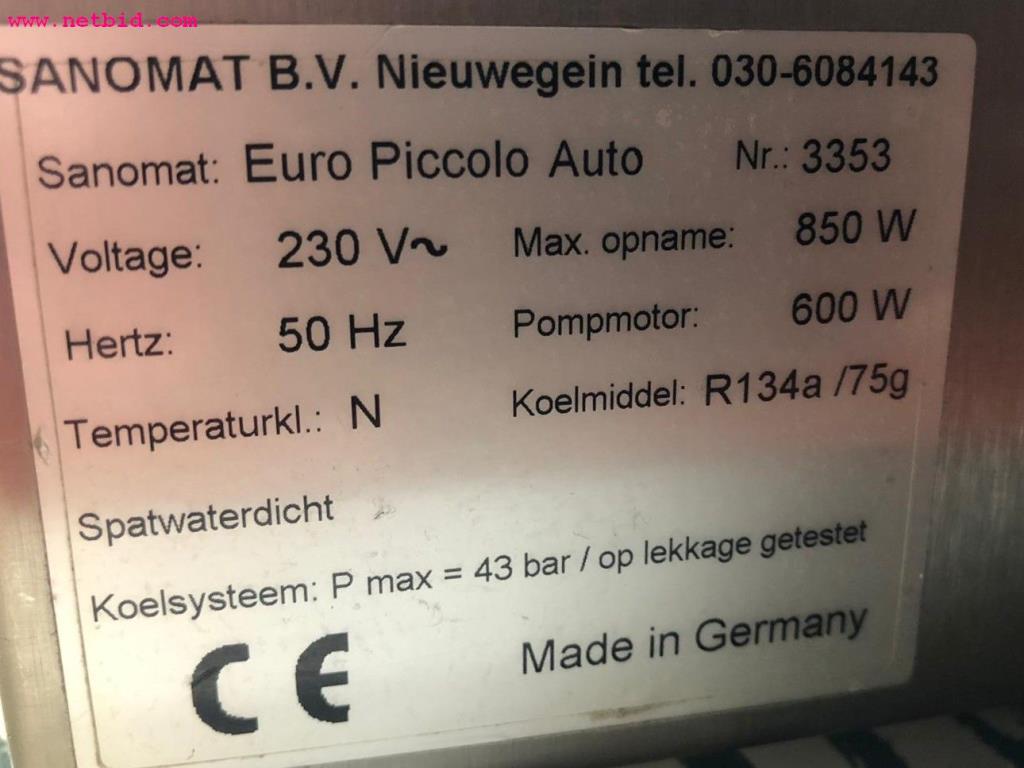 www.netbid.com
SANOMAT B.V. Nieuwegein tel. 030-6084143
Sanomat: Euro Piccolo Auto Nr.: 3353
Voltage: 230 V~ Max. opname: 850 W
Hertz: 50 Hz Pompmotor: 600 W
Temperaturkl.: N Koelmiddel: R134a /75g
Spatwaterdicht
Koelsysteem: P max = 43 bar / op lekkage getestet
CE Made in Germany